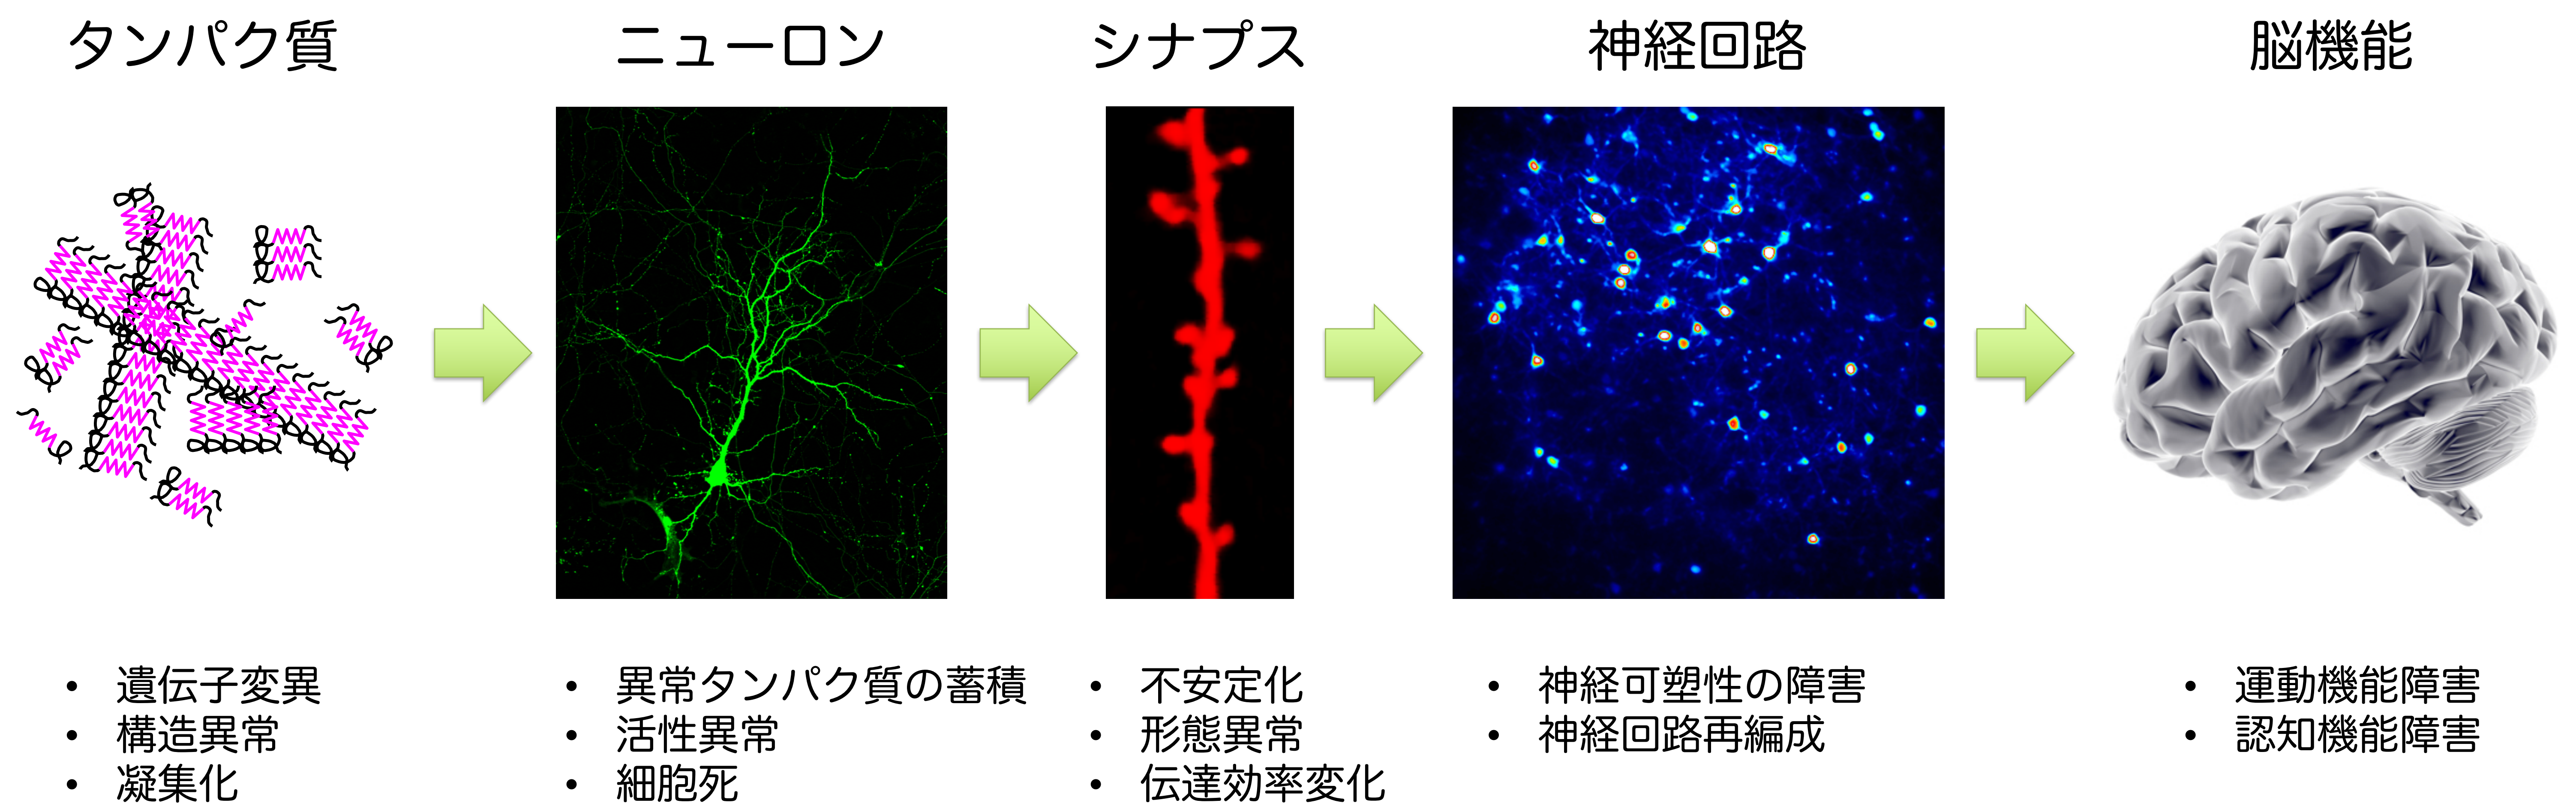 タンパク質
ニューロン
シナプス
神経回路
脳機能
• 遺伝子変異
• 構造異常
• 凝集化
• 異常タンパク質の蓄積
• 活性異常
• 細胞死
• 不安定化
• 形態異常
• 伝達効率変化
• 神経可塑性の障害
• 神経回路再編成
• 運動機能障害
• 認知機能障害